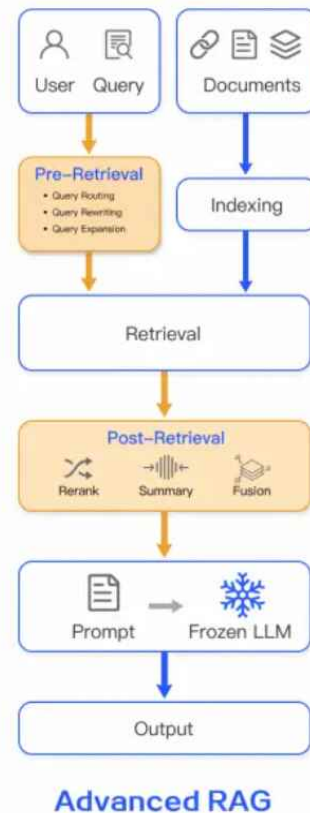 User Query
Documents
Pre-Retrieval
• Query Routing
• Query Rewriting
• Query Expansion
Indexing
Retrieval
Post-Retrieval
Rerank Summary Fusion
Prompt Frozen LLM
Output
Advanced RAG